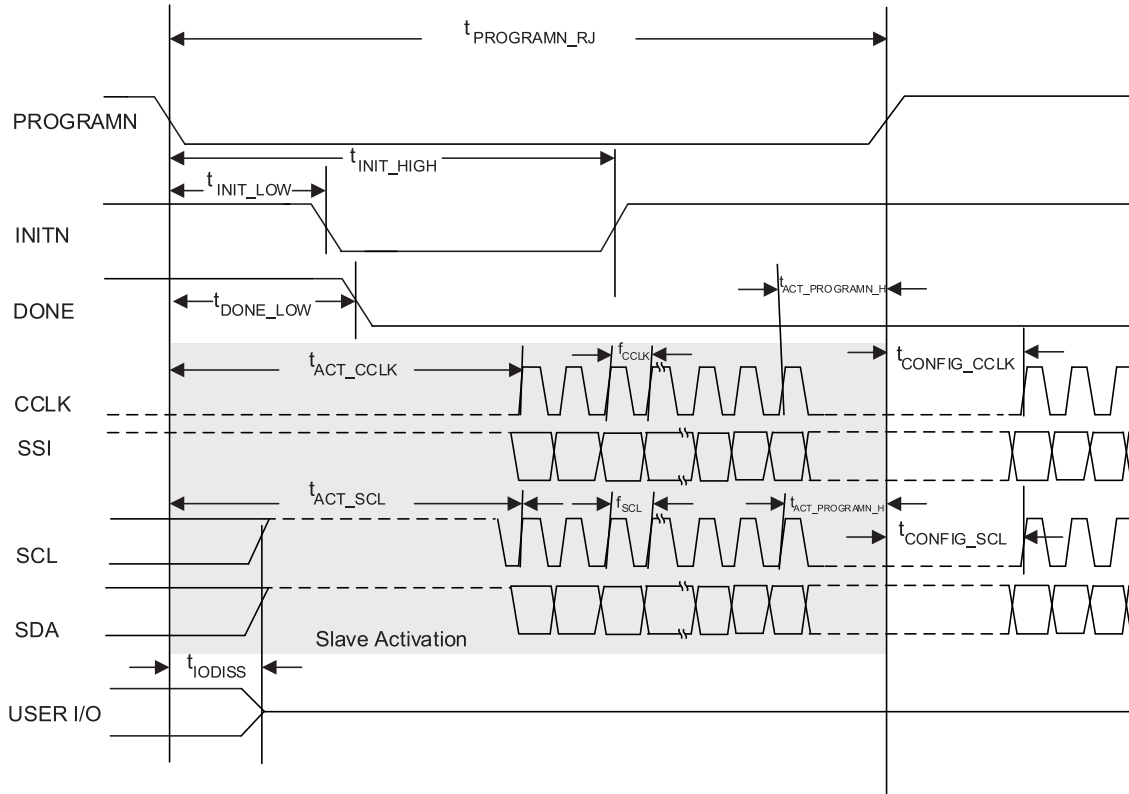 tPROGRAMN_RJ
PROGRAMN
tINIT_HIGH
tINIT_LOW
INITN
tACT_PROGRAMN_H
tDONE_LOW
DONE
fCCLK
tCONFIG_CCLK
tACT_CCLK
CCLK
SSI
tACT_SCL
fSCL
tACT_PROGRAMN_H
tCONFIG_SCL
SCL
SDA
Slave Activation
tIODISS
USER I/O